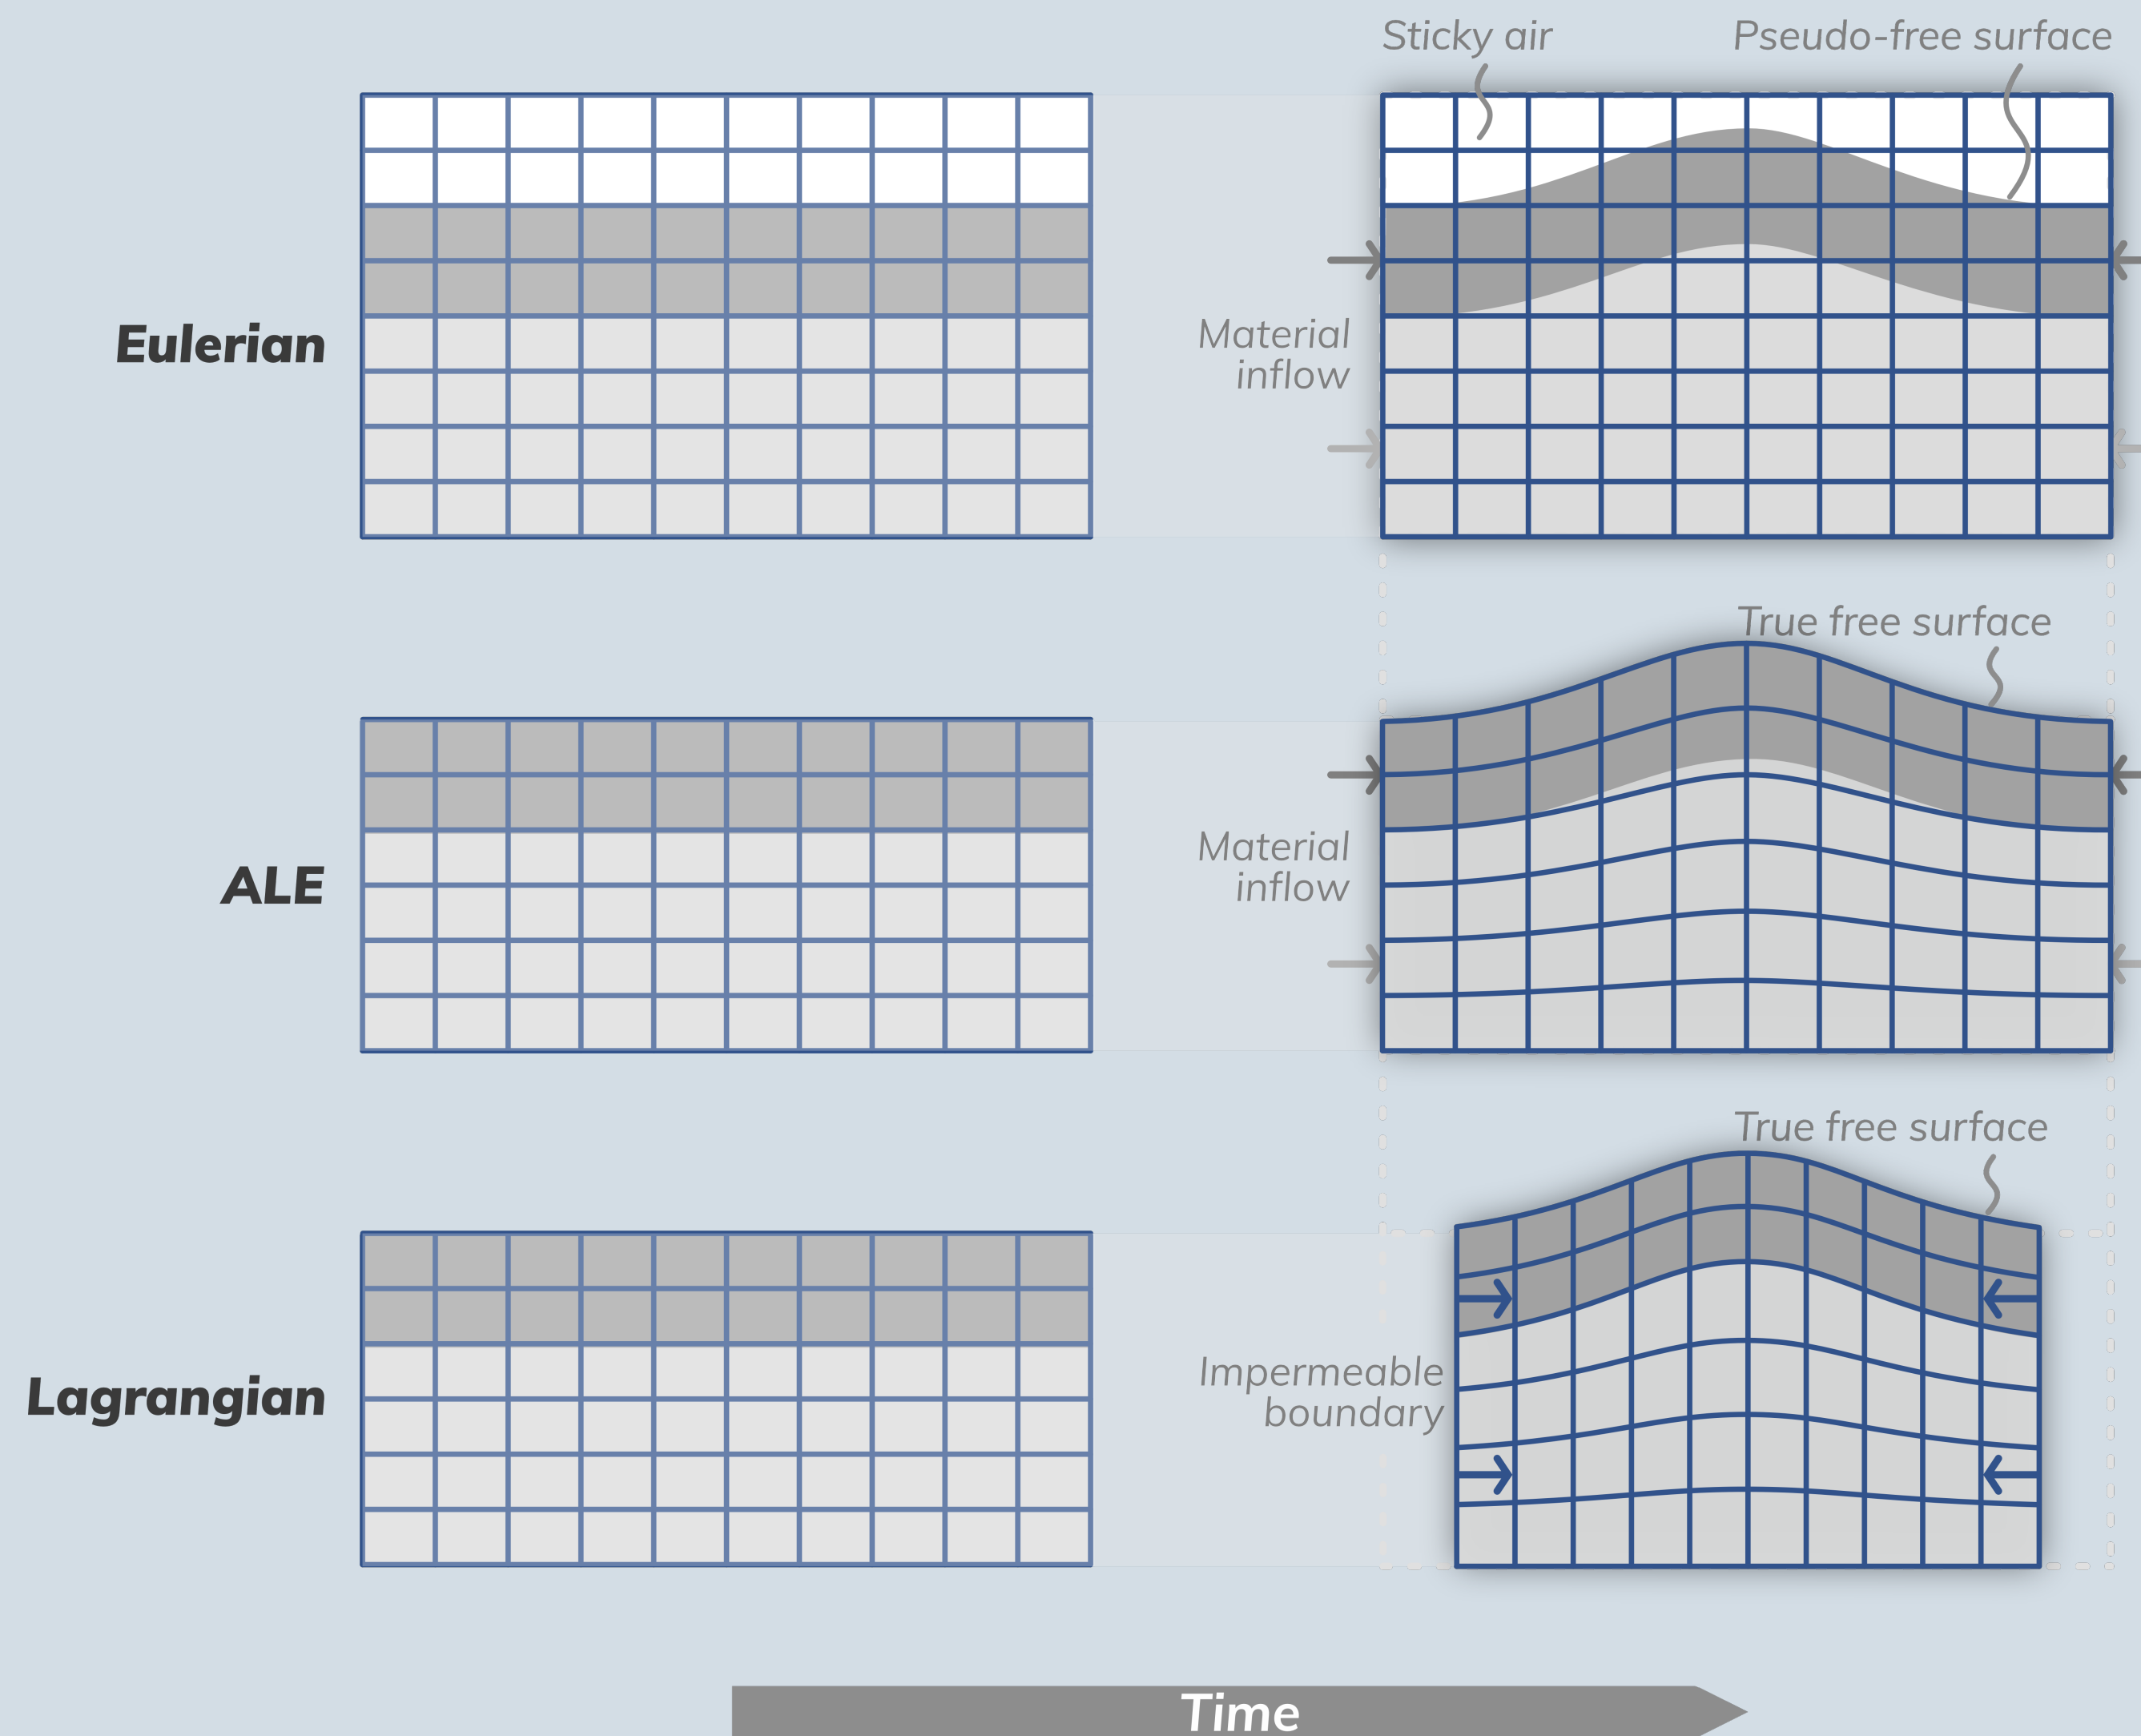 Sticky air
Pseudo-free surface
Eulerian
Material
inflow
True free surface
ALE
Material
inflow
True free surface
Lagrangian
Impermeable
boundary
Time